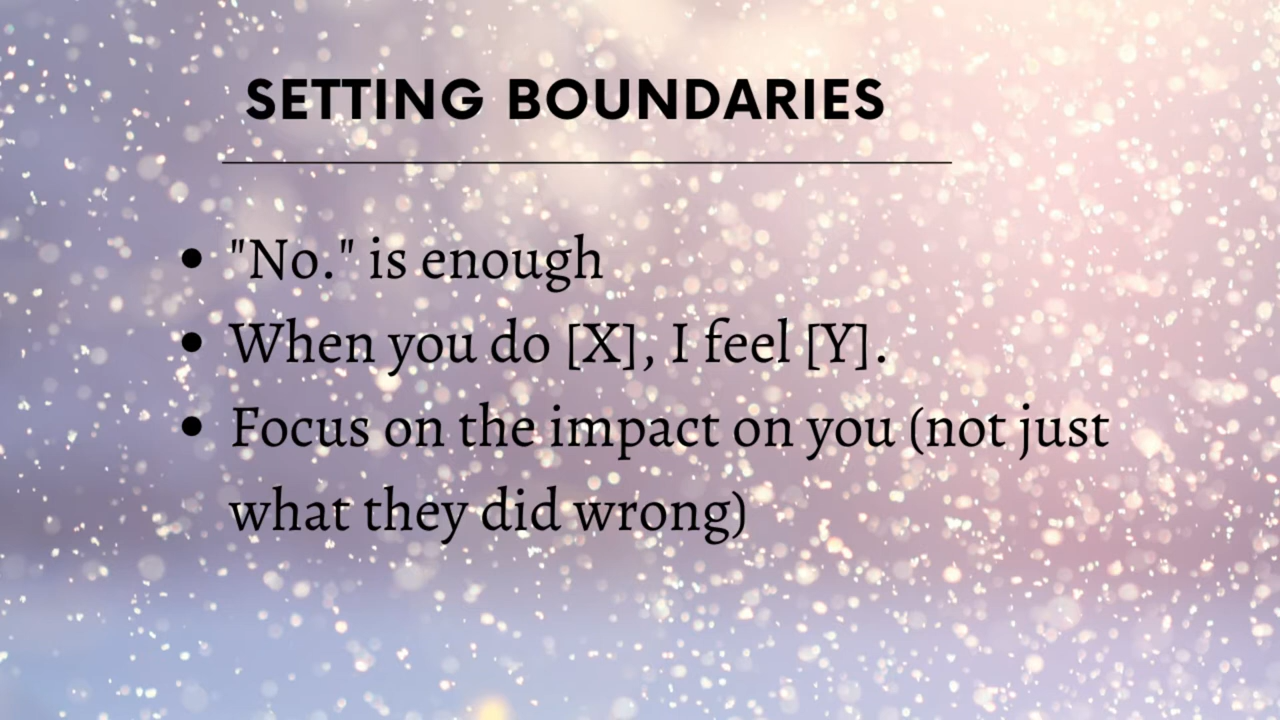 SETTING BOUNDARIES
• "No." is enough
• When you do [X], I feel [Y].
• Focus on the impact on you (not just
what they did wrong)